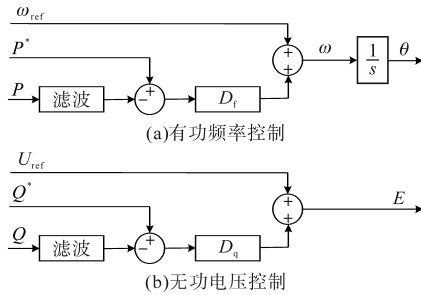 ω_ref
P*
P
滤波
−
+
D_f
+
+
ω
1/s
θ
(a)有功频率控制
U_ref
Q*
Q
滤波
−
+
D_q
+
+
E
(b)无功电压控制